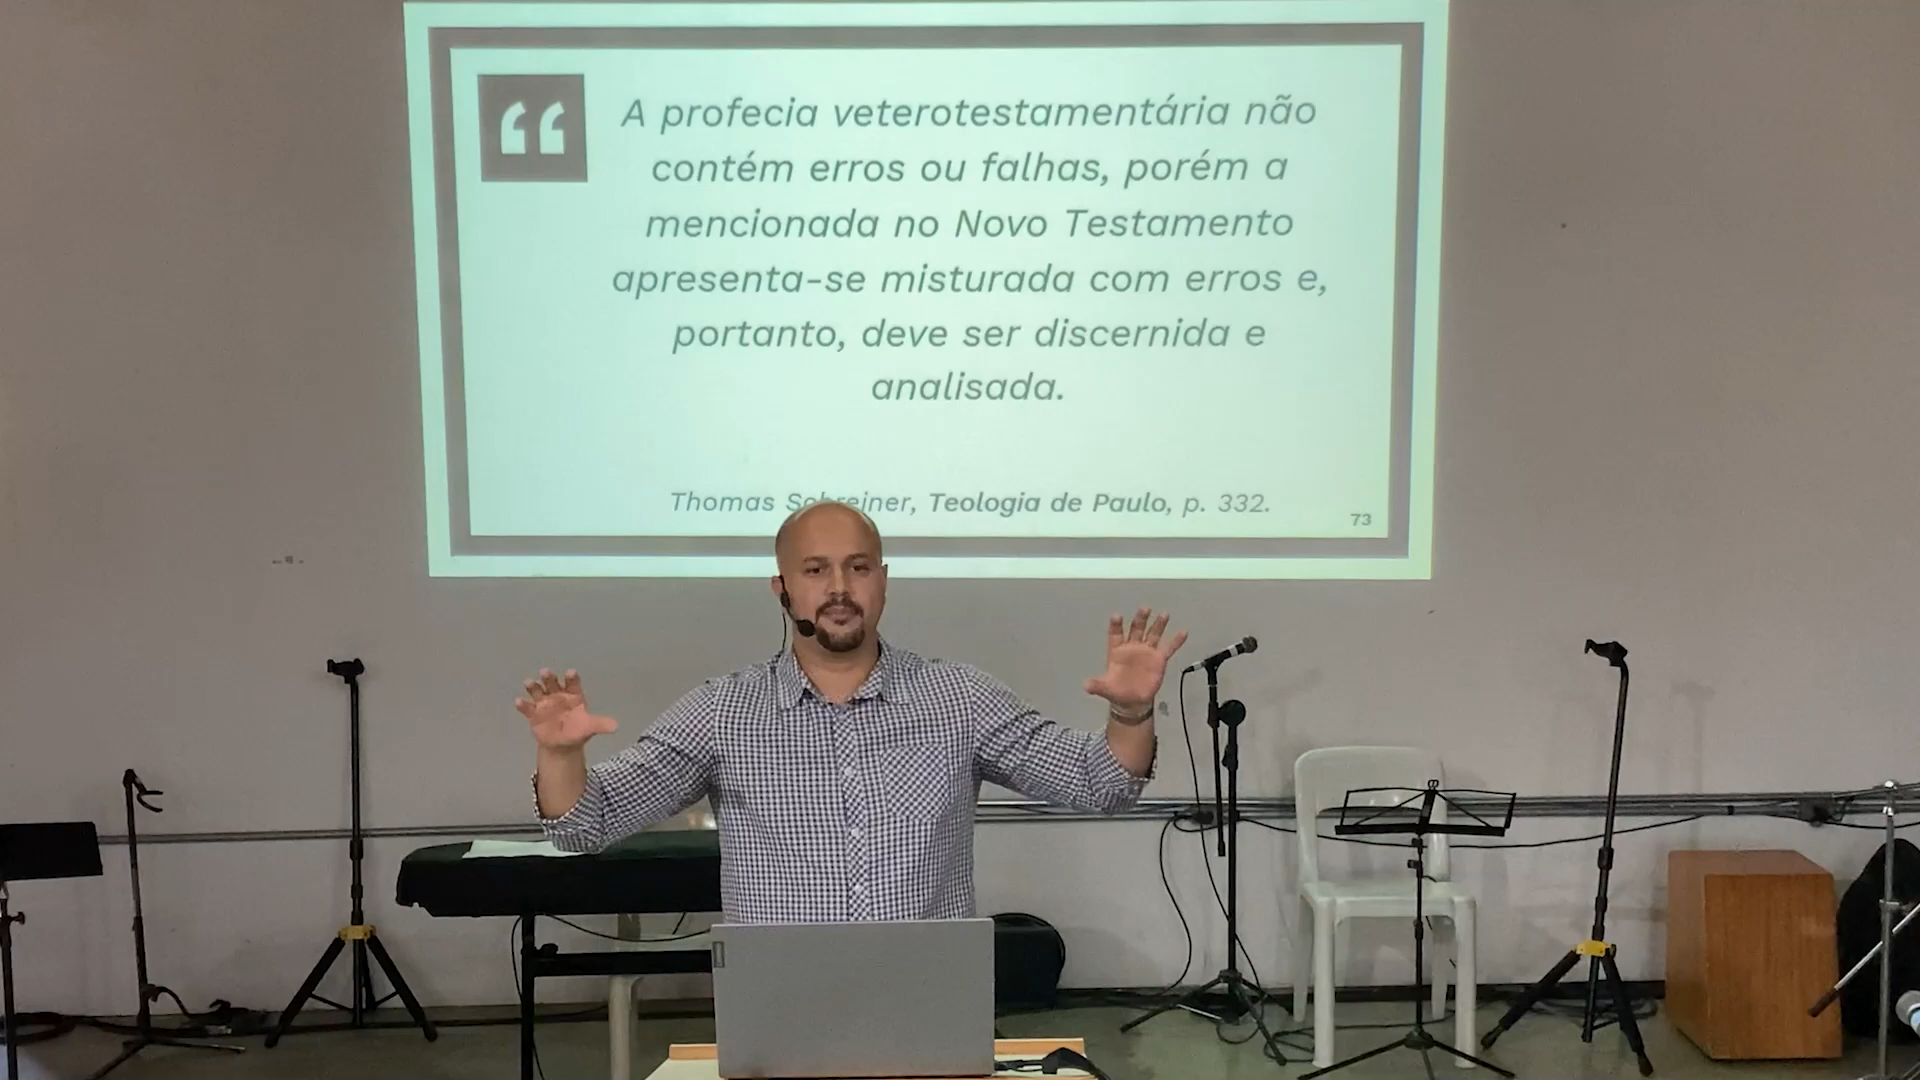 A profecia veterotestamentária não
contém erros ou falhas, porém a
mencionada no Novo Testamento
apresenta-se misturada com erros e,
portanto, deve ser discernida e
analisada.
Thomas Schreiner, Teologia de Paulo, p. 332.
73